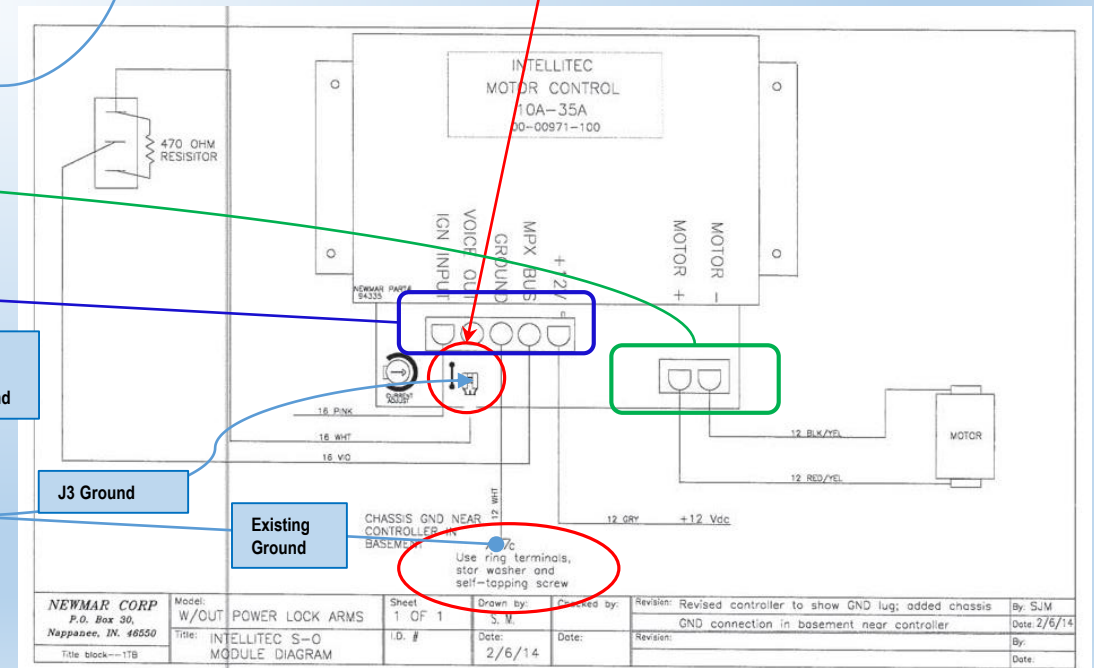 INTELLITEC
MOTOR CONTROL
10A-35A
00-00971-100
470 OHM
RESISITOR
IGN INPUT
VOICE OUT
GROUND
MPX BUS
+12V
MOTOR +
MOTOR -
NEWMAR PART#
94335
CURRENT
ADJUST
16 PINK
16 WHT
16 VIO
12 BLK/YEL
MOTOR
12 RED/YEL
J3 Ground
Existing
Ground
12 WHT
CHASSIS GND NEAR
CONTROLLER IN
BASEMENT
12 GRY +12 Vdc
Use ring terminals,
star washer and
self-tapping screw
NEWMAR CORP
P.O. Box 30,
Nappanee, IN. 46550
Title block--1TB
Model:
W/OUT POWER LOCK ARMS
Title: INTELLITEC S-O
MODULE DIAGRAM
Sheet
1 OF 1
I.D. #
Drawn by:
S. M.
Date:
2/6/14
Checked by:
Date:
Revision: Revised controller to show GND lug; added chassis
GND connection in basement near controller
Revision:
By: SJM
Date: 2/6/14
By:
Date: